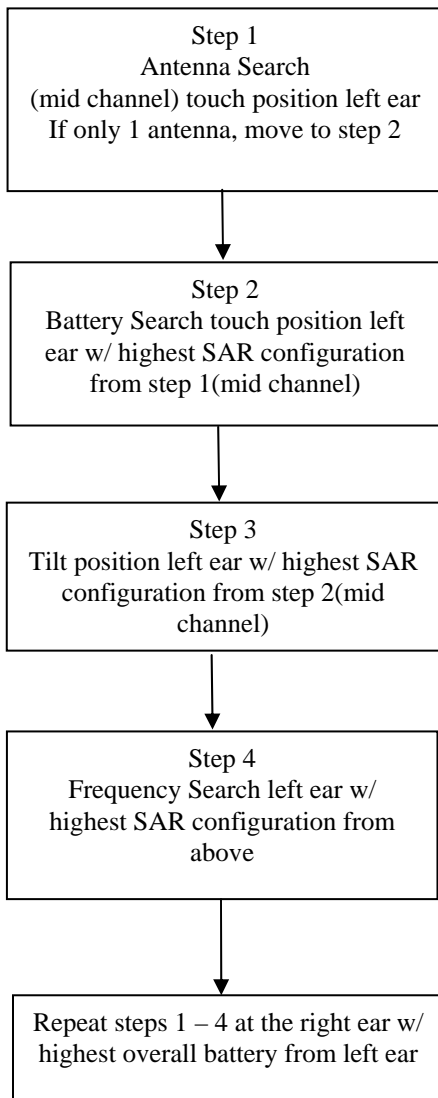 Step 1
Antenna Search
(mid channel) touch position left ear
If only 1 antenna, move to step 2
Step 2
Battery Search touch position left
ear w/ highest SAR configuration
from step 1(mid channel)
Step 3
Tilt position left ear w/ highest SAR
configuration from step 2(mid
channel)
Step 4
Frequency Search left ear w/
highest SAR configuration from
above
Repeat steps 1 – 4 at the right ear w/
highest overall battery from left ear